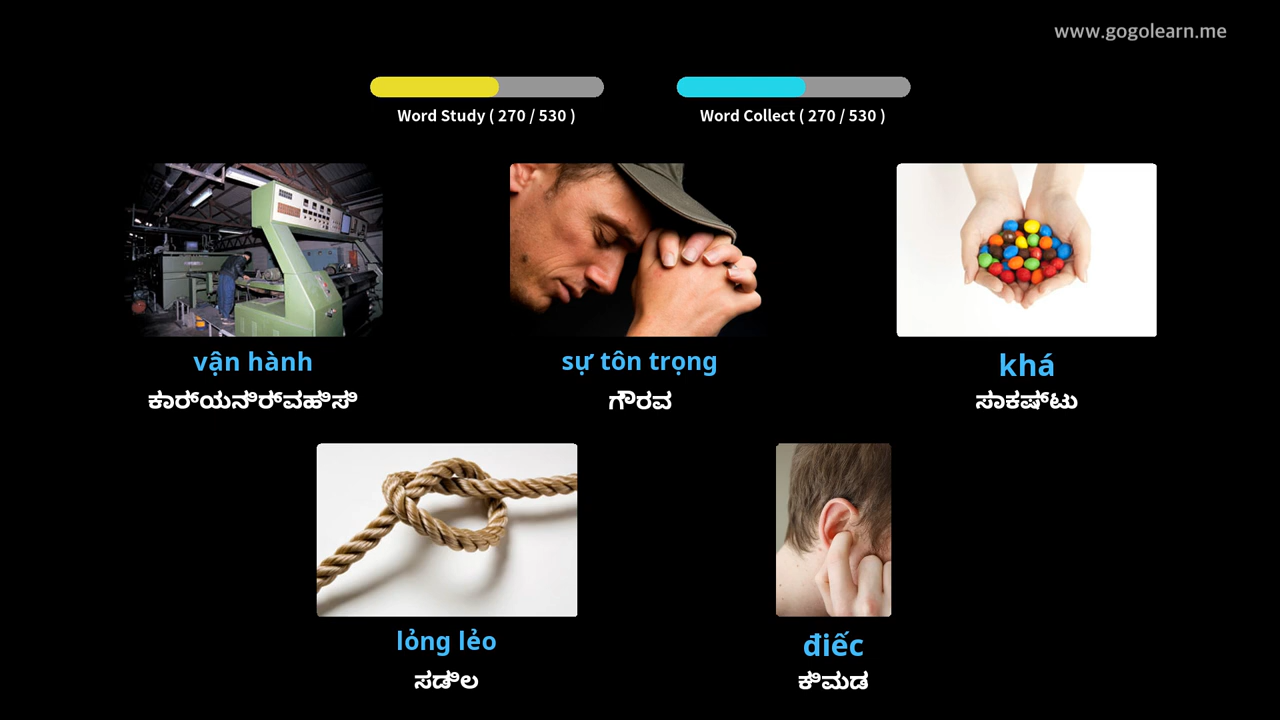 www.gogolearn.me
Word Study ( 270 / 530 )
Word Collect ( 270 / 530 )
vận hành
ಕಾರ್ಯನಿರ್ವಹಿಸಿ
sự tôn trọng
ಗೌರವ
khá
ಸಾಕಷ್ಟು
lỏng lẻo
ಸಡಿಲ
điếc
ಕಿವುಡ